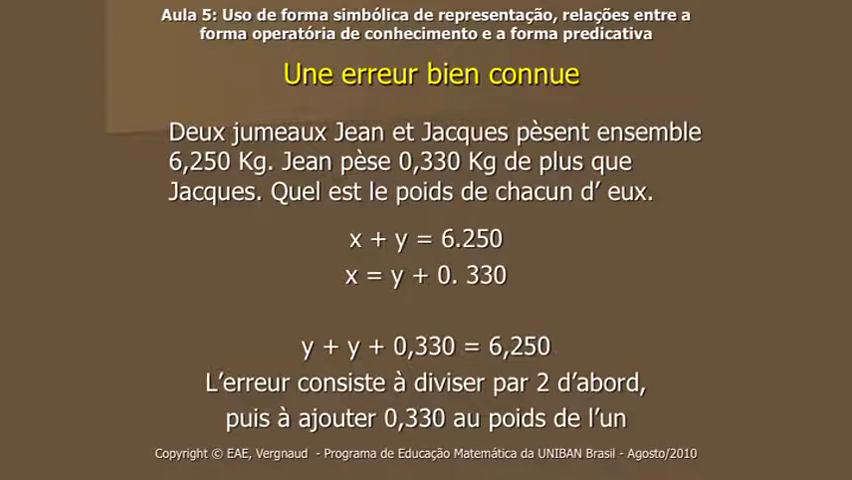 Aula 5: Uso de forma simbólica de representação, relações entre a
forma operatória de conhecimento e a forma predicativa
Une erreur bien connue
Deux jumeaux Jean et Jacques pèsent ensemble
6,250 Kg. Jean pèse 0,330 Kg de plus que
Jacques. Quel est le poids de chacun d’ eux.
x + y = 6.250
x = y + 0. 330
y + y + 0,330 = 6,250
L’erreur consiste à diviser par 2 d’abord,
puis à ajouter 0,330 au poids de l’un
Copyright © EAE, Vergnaud - Programa de Educação Matemática da UNIBAN Brasil - Agosto/2010